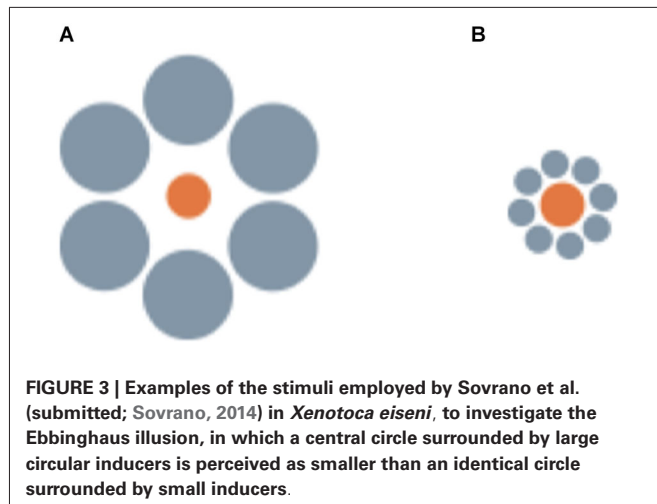 A B
FIGURE 3 | Examples of the stimuli employed by Sovrano et al.
(submitted; Sovrano, 2014) in Xenotoca eiseni, to investigate the
Ebbinghaus illusion, in which a central circle surrounded by large
circular inducers is perceived as smaller than an identical circle
surrounded by small inducers.